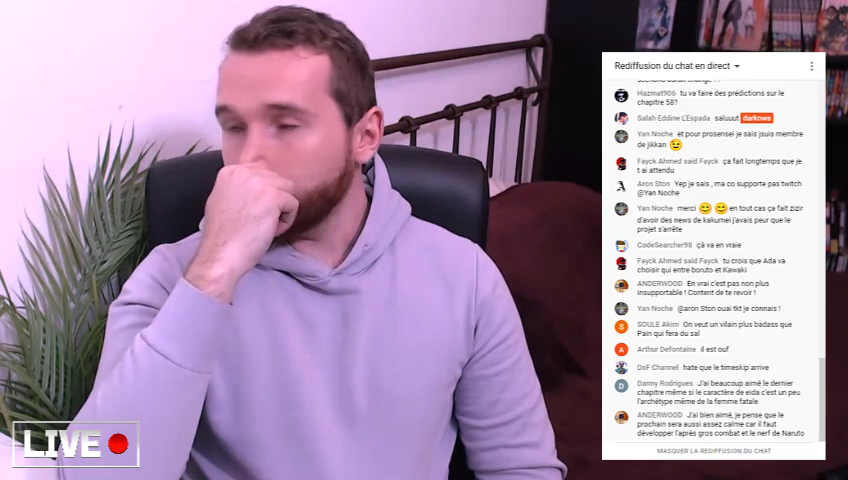 Rediffusion du chat en direct
Hazmat906 tu va faire des prédictions sur le
chapitre 58?
Salah Eddine L'Espada saluuut darkows
Yan Noche et pour prosensei je sais jsuis membre
de jikkan 😉
Fayck Ahmed said Fayck ça fait longtemps que je
t ai attendu
Aron Ston Yep je sais , ma co supporte pas twitch
@Yan Noche
Yan Noche merci 😊 😊 en tout cas ça fait zizir
d'avoir des news de kakumei j'avais peur que le
projet s'arrête
CodeSearcher98 çà va en vraie
Fayck Ahmed said Fayck tu crois que Ada va
choisir qui entre boruto et Kawaki
ANDERWOOD En vrai c'est pas non plus
insupportable ! Content de te revoir !
Yan Noche @aron Ston ouai tkt je connais !
SOULE Akim On veut un vilain plus badass que
Pain qui fera du sal
Arthur Defontaine il est ouf
DxF Channel hate que le timeskip arrive
Danny Rodrigues J'ai beaucoup aimé le dernier
chapitre même si le caractère de eida c'est un peu
l'archétype même de la femme fatale
ANDERWOOD J'ai bien aimé, je pense que le
prochain sera aussi assez calme car il faut
développer l'après gros combat et le nerf de Naruto
MASQUER LA REDIFFUSION DU CHAT
LIVE